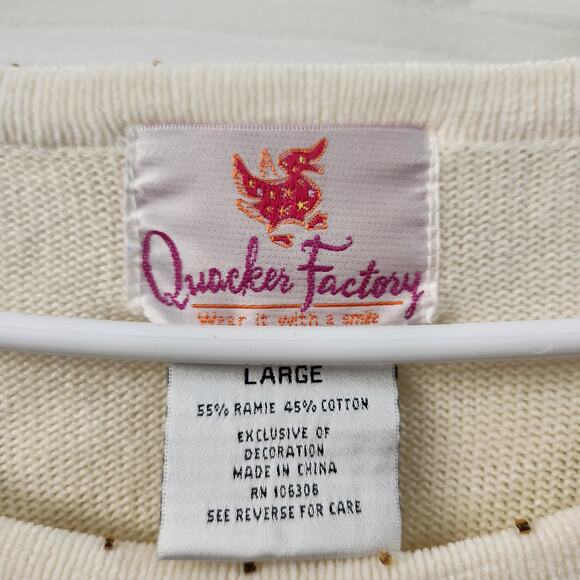 Quacker Factory
Wear it with a smile
LARGE
55% RAMIE 45% COTTON
EXCLUSIVE OF
DECORATION
MADE IN CHINA
RN 106306
SEE REVERSE FOR CARE